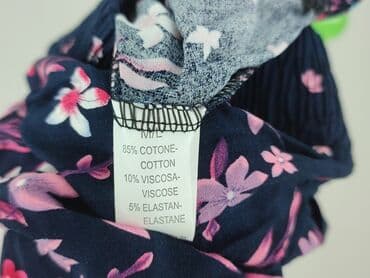 M/L
85% COTONE-
COTTON
10% VISCOSA-
VISCOSE
5% ELASTAN-
ELASTANE